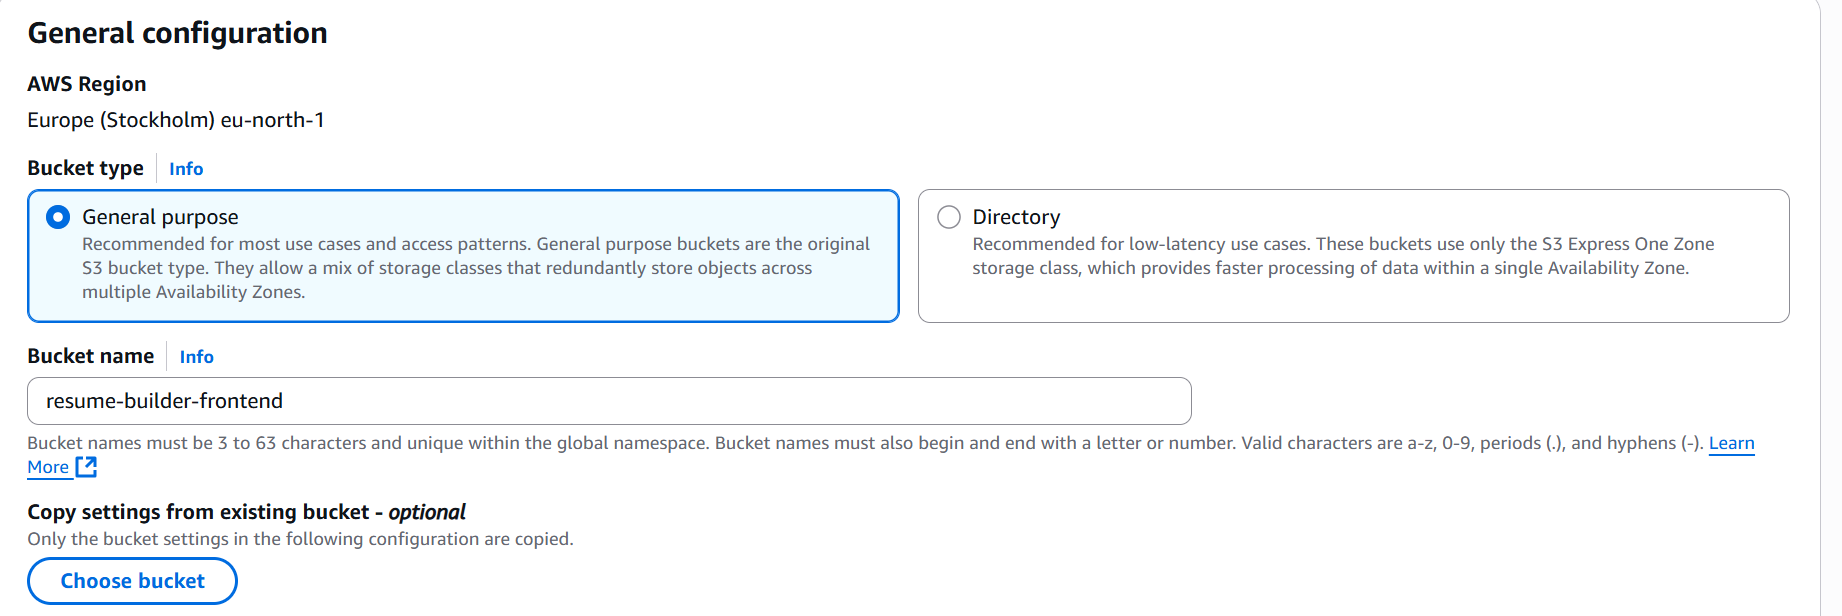 General configuration
AWS Region
Europe (Stockholm) eu-north-1
Bucket type Info
General purpose
Recommended for most use cases and access patterns. General purpose buckets are the original
S3 bucket type. They allow a mix of storage classes that redundantly store objects across
multiple Availability Zones.
Directory
Recommended for low-latency use cases. These buckets use only the S3 Express One Zone
storage class, which provides faster processing of data within a single Availability Zone.
Bucket name Info
resume-builder-frontend
Bucket names must be 3 to 63 characters and unique within the global namespace. Bucket names must also begin and end with a letter or number. Valid characters are a-z, 0-9, periods (.), and hyphens (-). Learn
More
Copy settings from existing bucket - optional
Only the bucket settings in the following configuration are copied.
Choose bucket